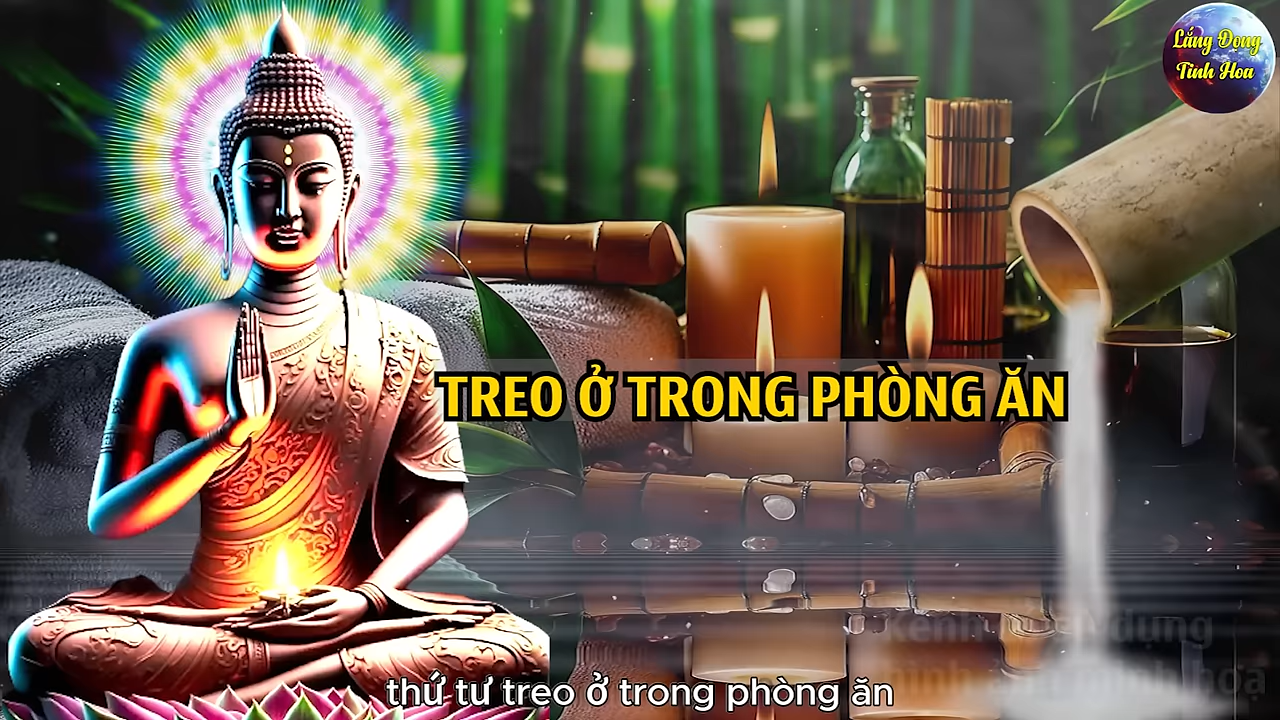 Lắng Đọng
Tinh Hoa
TREO Ở TRONG PHÒNG ĂN
thứ tư treo ở trong phòng ăn